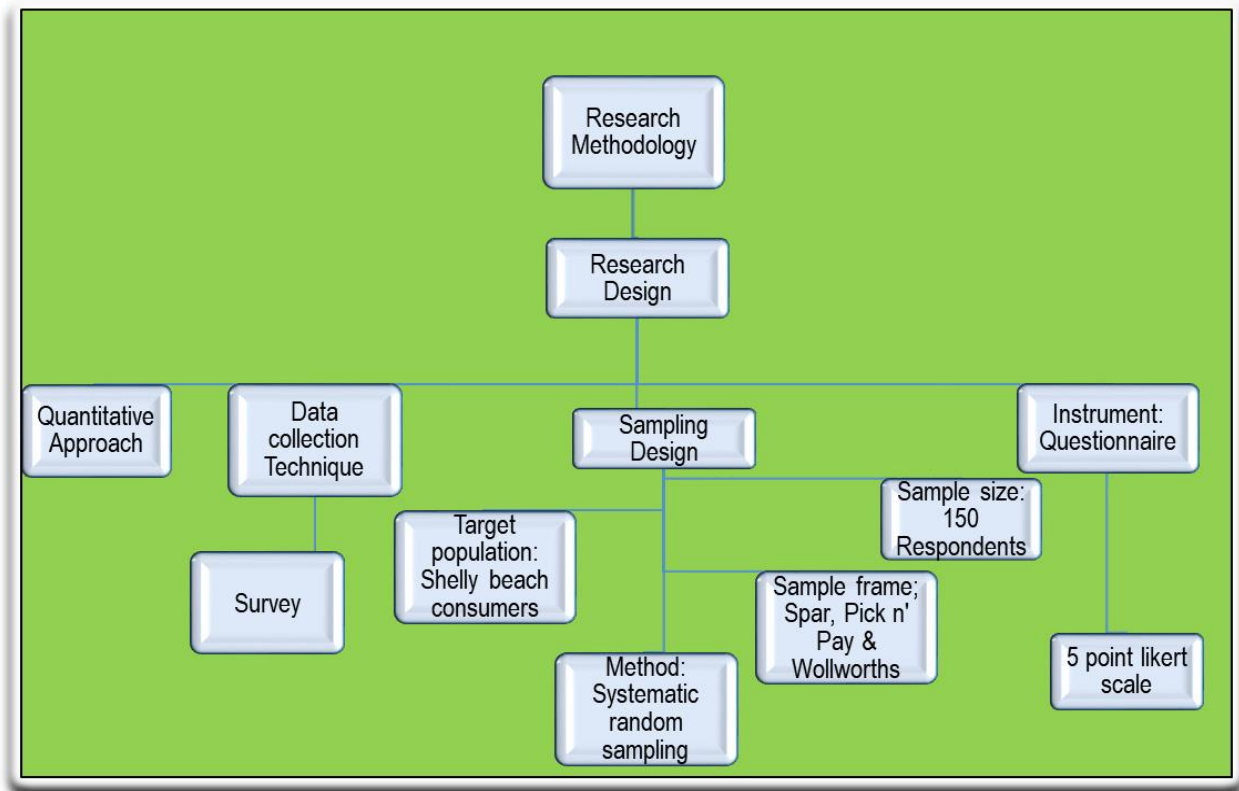 Research
Methodology
Research
Design
Quantitative
Approach
Data
collection
Technique
Survey
Sampling
Design
Target
population:
Shelly beach
consumers
Method:
Systematic
random
sampling
Sample frame;
Spar, Pick n'
Pay &
Wollworths
Sample size:
150
Respondents
Instrument:
Questionnaire
5 point likert
scale